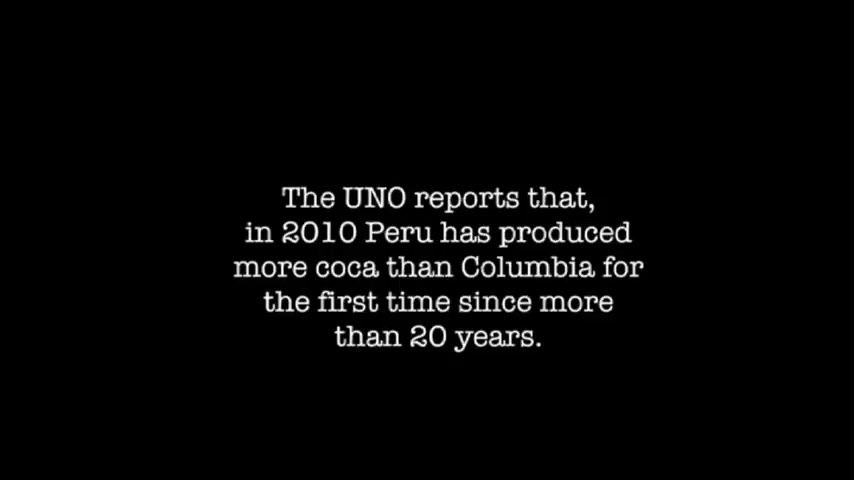 The UNO reports that,
in 2010 Peru has produced
more coca than Columbia for
the first time since more
than 20 years.